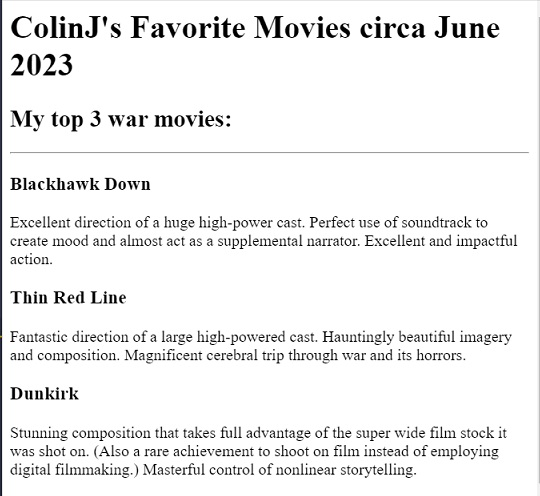 ColinJ's Favorite Movies circa June
2023
My top 3 war movies:
Blackhawk Down
Excellent direction of a huge high-power cast. Perfect use of soundtrack to
create mood and almost act as a supplemental narrator. Excellent and impactful
action.
Thin Red Line
Fantastic direction of a large high-powered cast. Hauntingly beautiful imagery
and composition. Magnificent cerebral trip through war and its horrors.
Dunkirk
Stunning composition that takes full advantage of the super wide film stock it
was shot on. (Also a rare achievement to shoot on film instead of employing
digital filmmaking.) Masterful control of nonlinear storytelling.